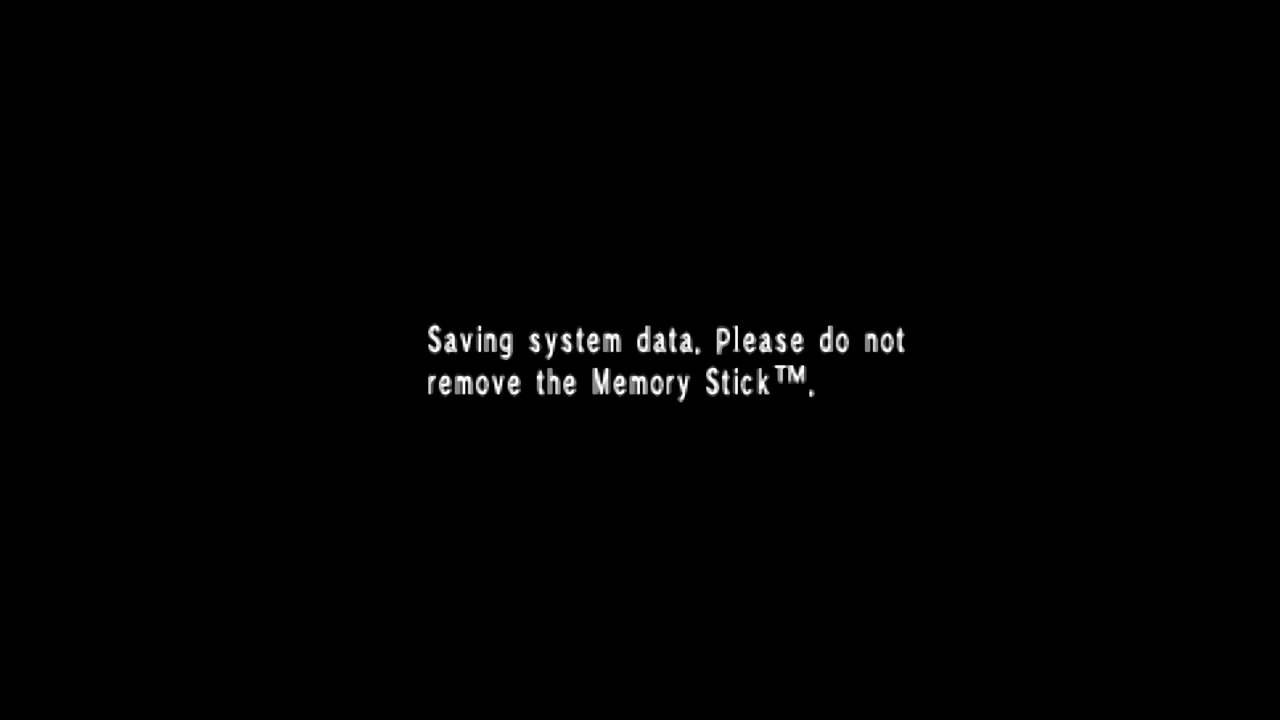 Saving system data. Please do not
remove the Memory Stick™.